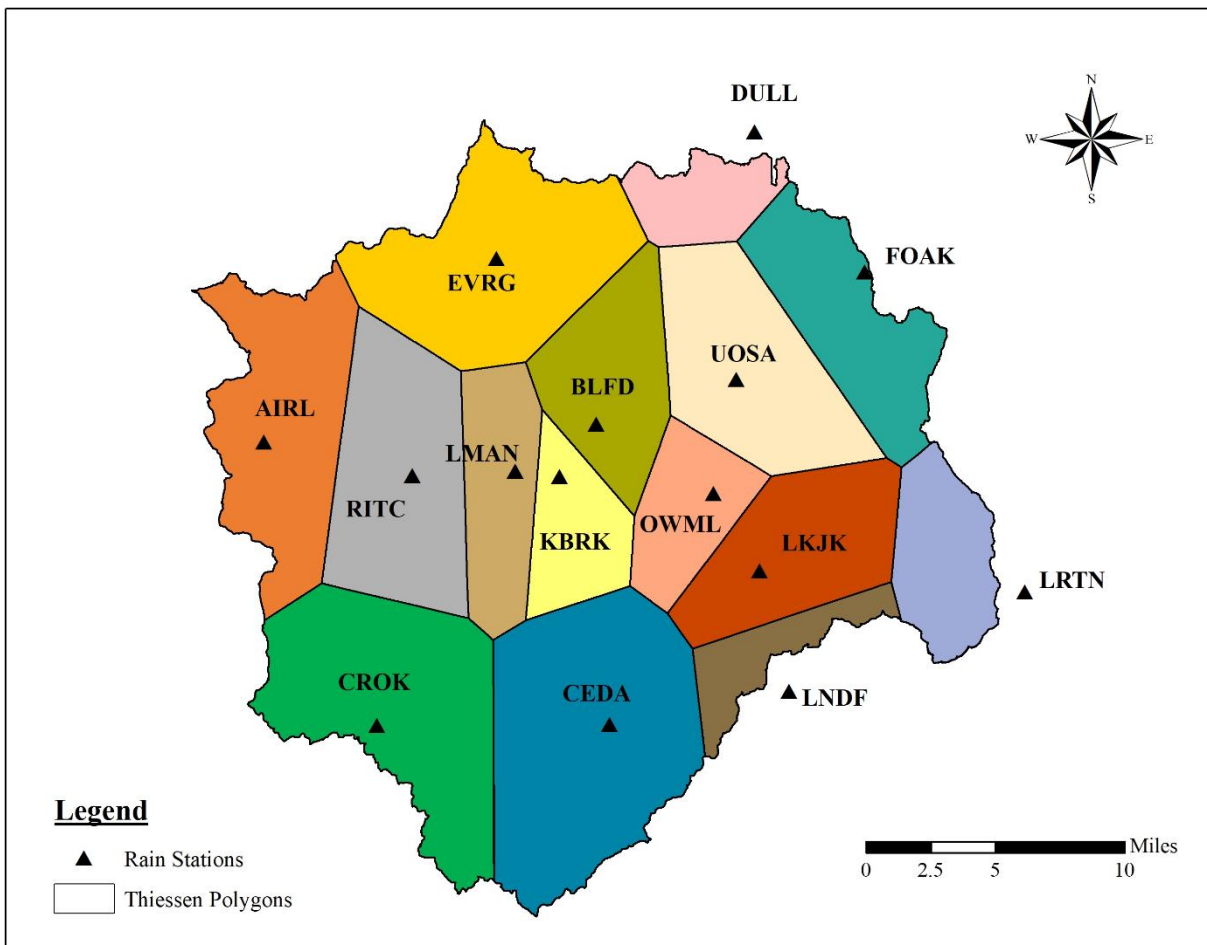 DULL
N
W E
S
FOAK
EVRG
UOSA
BLFD
AIRL
LMAN
RITC
OWML
KBRK
LKJK
LRTN
CROK
CEDA
LNDF
Legend
Rain Stations
Thiessen Polygons
Miles
0 2.5 5 10